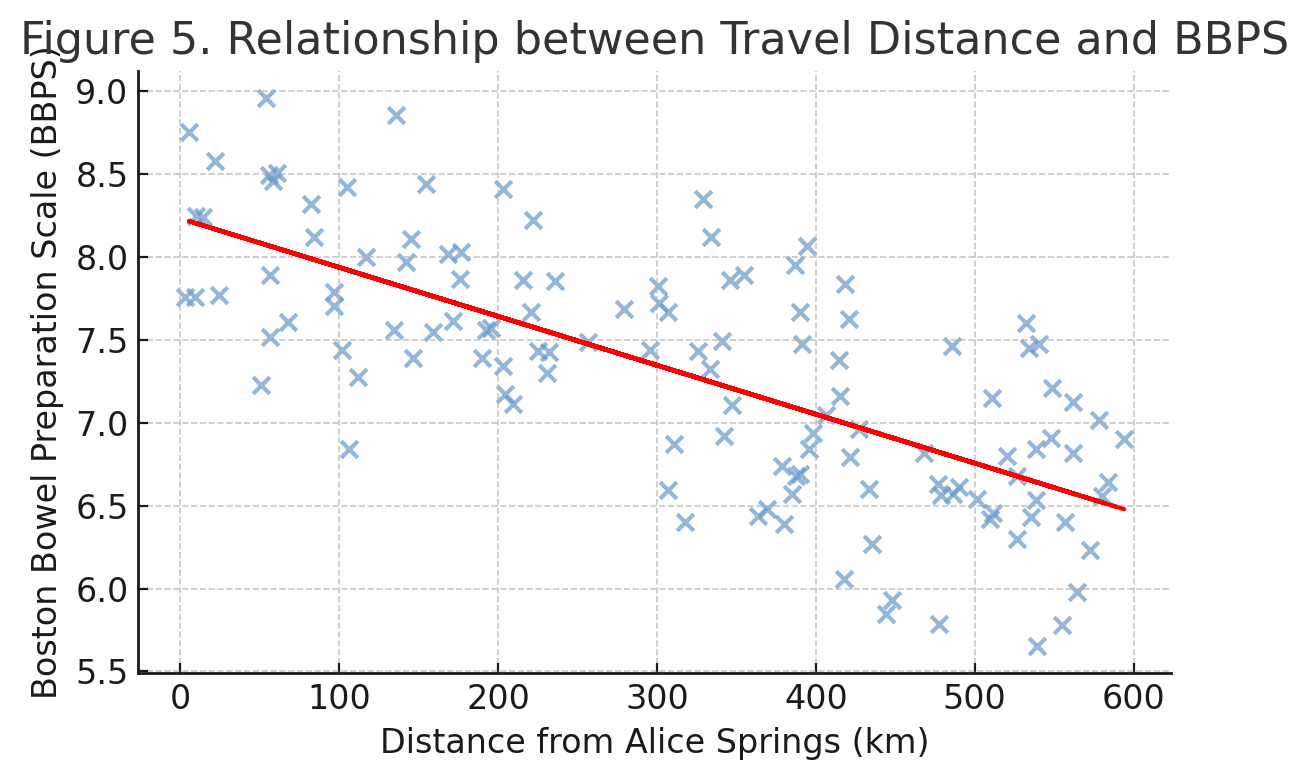 Figure 5. Relationship between Travel Distance and BBPS
Boston Bowel Preparation Scale (BBPS)
9.0
8.5
8.0
7.5
7.0
6.5
6.0
5.5
0 100 200 300 400 500 600
Distance from Alice Springs (km)